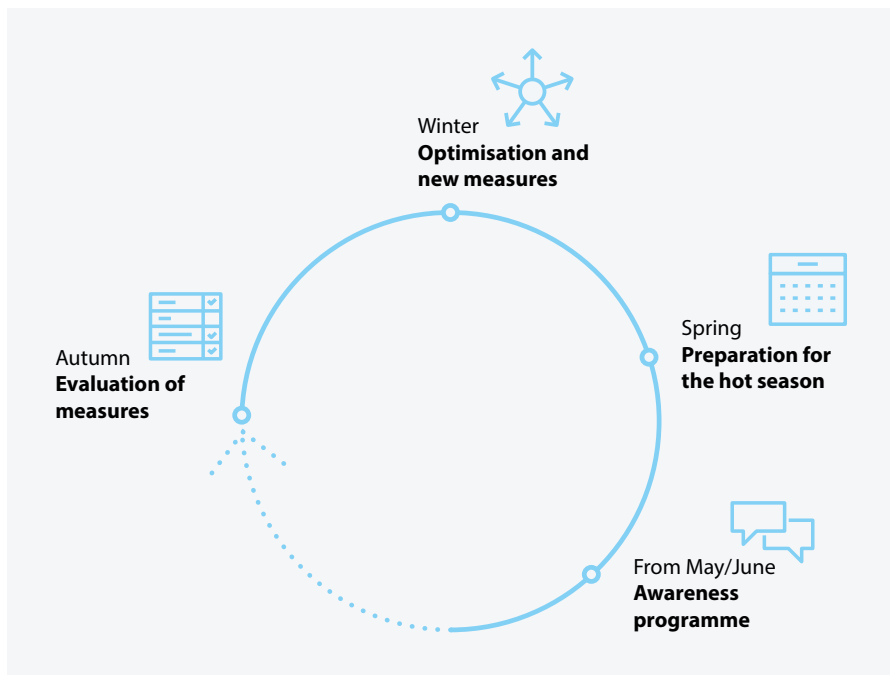 Winter
Optimisation and
new measures
Spring
Preparation for
the hot season
From May/June
Awareness
programme
Autumn
Evaluation of
measures